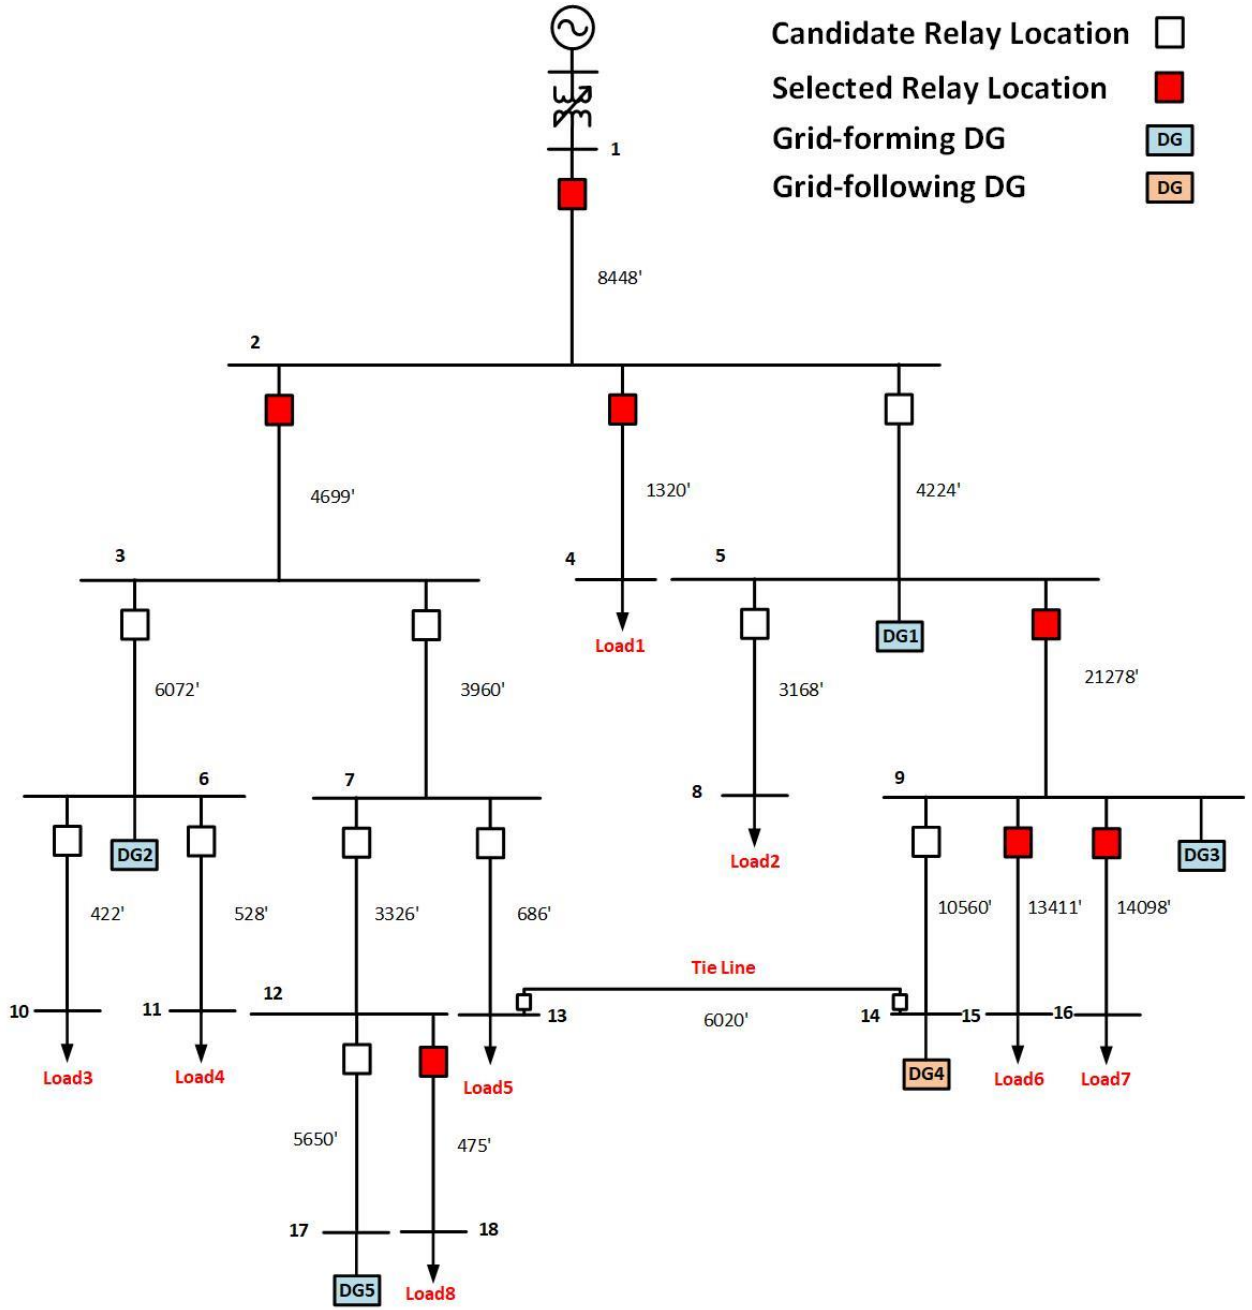 Candidate Relay Location
Selected Relay Location
Grid-forming DG DG
Grid-following DG DG
1
8448'
2
4699'
1320'
4224'
3
4
5
Load1
DG1
6072'
3960'
3168'
21278'
6
7
8
9
DG2
Load2
DG3
422'
528'
3326'
686'
10560'
13411'
14098'
Tie Line
12
10
11
13
6020'
14
15
16
Load3
Load4
Load5
DG4
Load6
Load7
5650'
475'
17
18
DG5
Load8